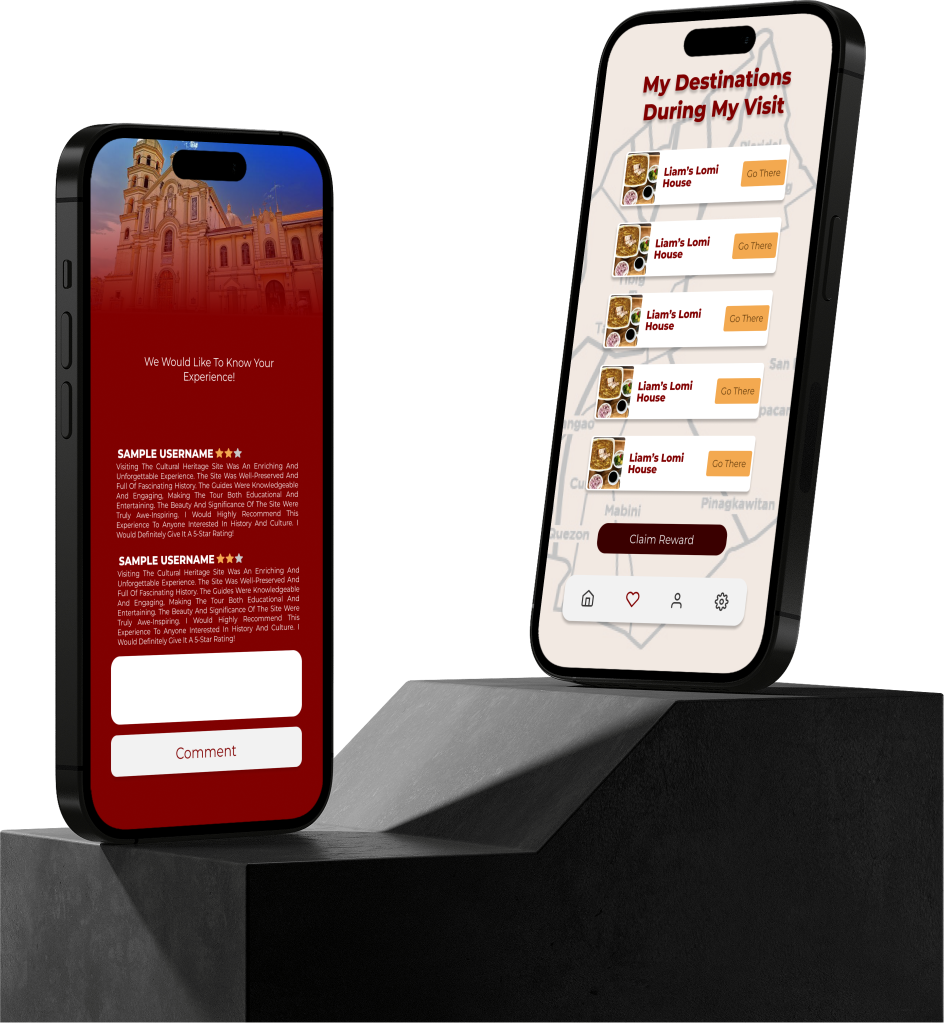 We Would Like To Know Your
Experience!
SAMPLE USERNAME
Visiting The Cultural Heritage Site Was An Enriching And
Unforgettable Experience. The Site Was Well-Preserved And
Full Of Fascinating History. The Guides Were Knowledgeable
And Engaging, Making The Tour Both Educational And
Entertaining. The Beauty And Significance Of The Site Were
Truly Awe-Inspiring. I Would Highly Recommend This
Experience To Anyone Interested In History And Culture. I
Would Definitely Give It A 5-Star Rating!
SAMPLE USERNAME
Visiting The Cultural Heritage Site Was An Enriching And
Unforgettable Experience. The Site Was Well-Preserved And
Full Of Fascinating History. The Guides Were Knowledgeable
And Engaging, Making The Tour Both Educational And
Entertaining. The Beauty And Significance Of The Site Were
Truly Awe-Inspiring. I Would Highly Recommend This
Experience To Anyone Interested In History And Culture. I
Would Definitely Give It A 5-Star Rating!
Comment
My Destinations
During My Visit
Liam's Lomi
House
Go There
Liam's Lomi
House
Go There
Liam's Lomi
House
Go There
Liam's Lomi
House
Go There
Liam's Lomi
House
Go There
San
Mabini
Pinagkawitan
Quezon
Claim Reward